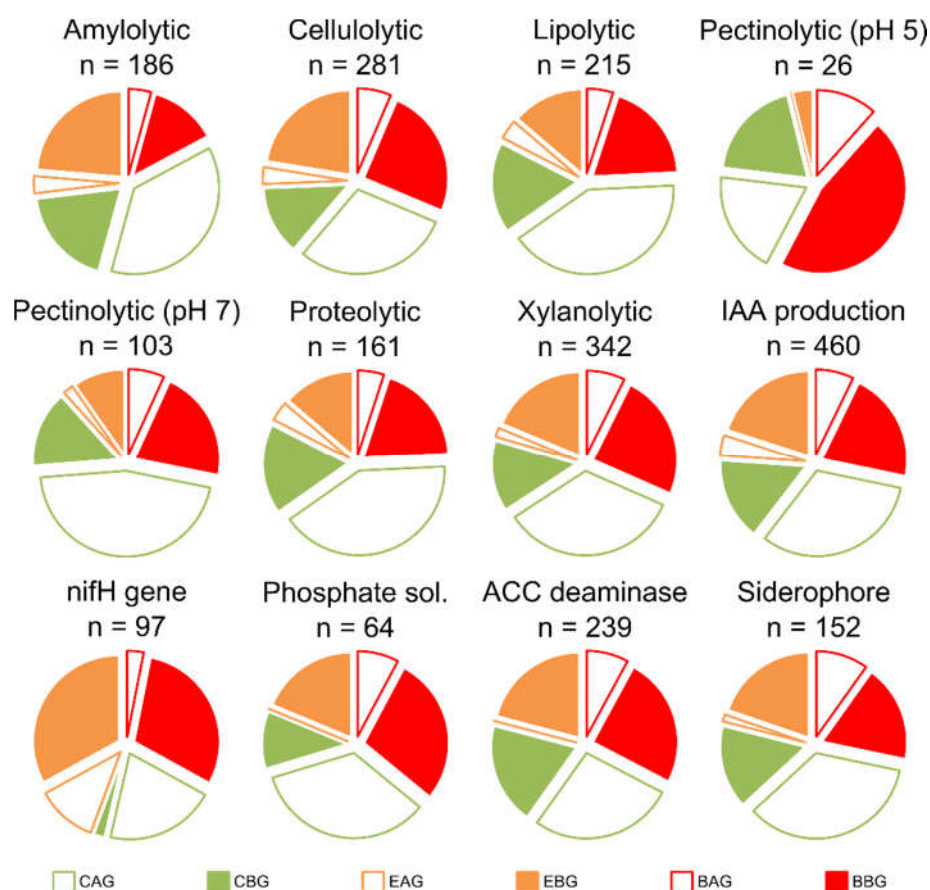 Amylolytic
n = 186
Cellulolytic
n = 281
Lipolytic
n = 215
Pectinolytic (pH 5)
n = 26
Pectinolytic (pH 7)
n = 103
Proteolytic
n = 161
Xylanolytic
n = 342
IAA production
n = 460
nifH gene
n = 97
Phosphate sol.
n = 64
ACC deaminase
n = 239
Siderophore
n = 152
CAG
CBG
EAG
EBG
BAG
BBG